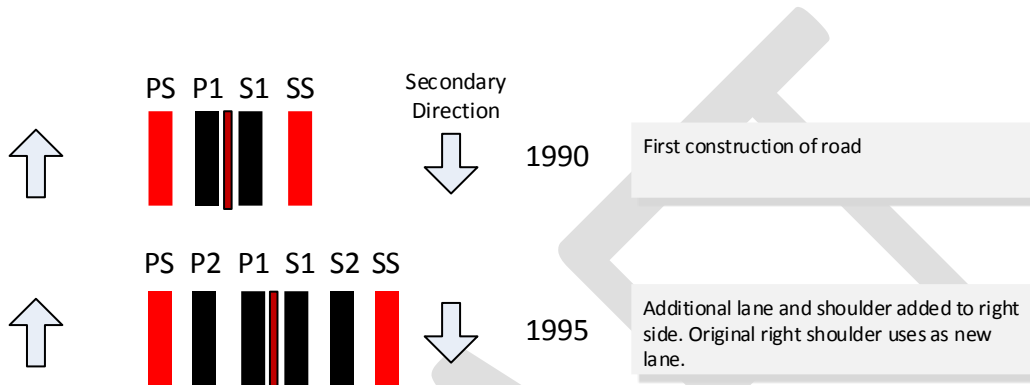 PS P1 S1 SS
Secondary
Direction
1990
First construction of road
PS P2 P1 S1 S2 SS
1995
Additional lane and shoulder added to right
side. Original right shoulder uses as new
lane.